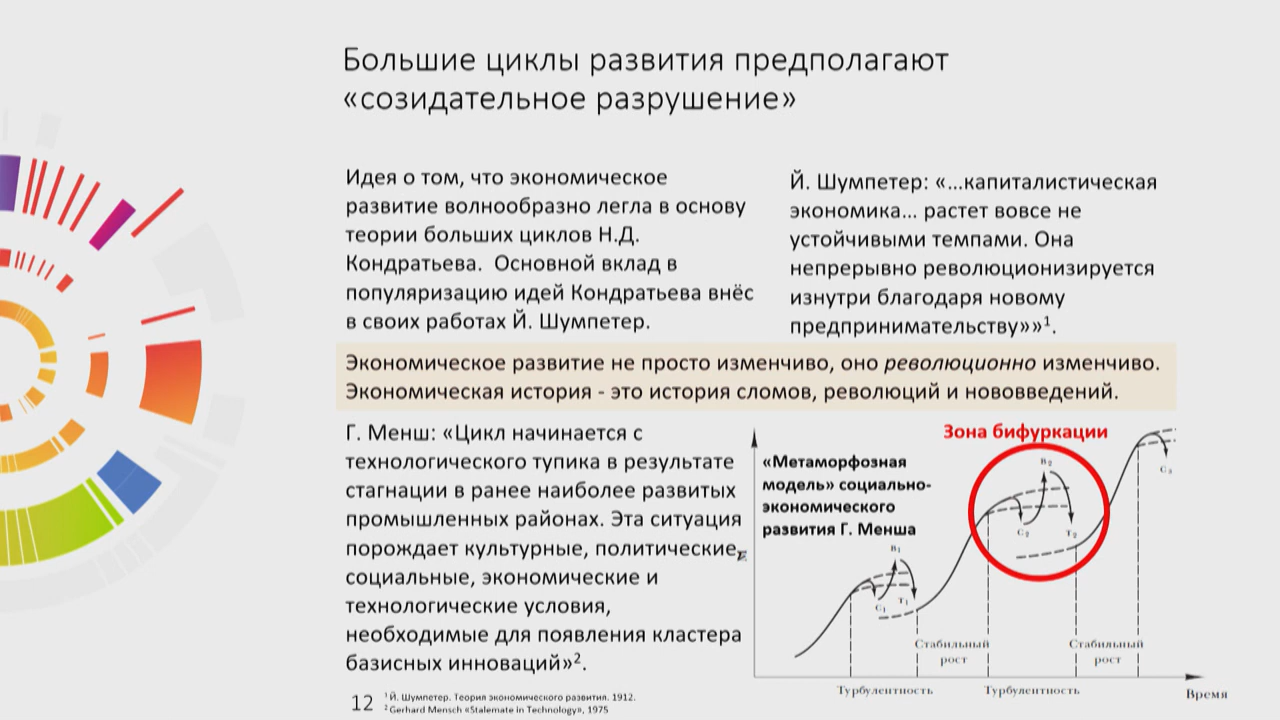 Большие циклы развития предполагают
«созидательное разрушение»
Идея о том, что экономическое
развитие волнообразно легла в основу
теории больших циклов Н.Д.
Кондратьева. Основной вклад в
популяризацию идей Кондратьева внёс
в своих работах Й. Шумпетер.
Й. Шумпетер: «...капиталистическая
экономика... растет вовсе не
устойчивыми темпами. Она
непрерывно революционизируется
изнутри благодаря новому
предпринимательству»»¹.
Экономическое развитие не просто изменчиво, оно революционно изменчиво.
Экономическая история - это история сломов, революций и нововведений.
Г. Менш: «Цикл начинается с
технологического тупика в результате
стагнации в ранее наиболее развитых
промышленных районах. Эта ситуация
порождает культурные, политические,
социальные, экономические и
технологические условия,
необходимые для появления кластера
базисных инноваций»².
Зона бифуркации
«Метаморфозная
модель» социально-
экономического
развития Г. Менша
B₂
C₂
T₂
B₁
C₁
T₁
Стабильный
рост
Стабильный
рост
Турбулентность
Турбулентность
Время
12
¹ Й. Шумпетер. Теория экономического развития. 1912.
² Gerhard Mensch «Stalemate in Technology», 1975